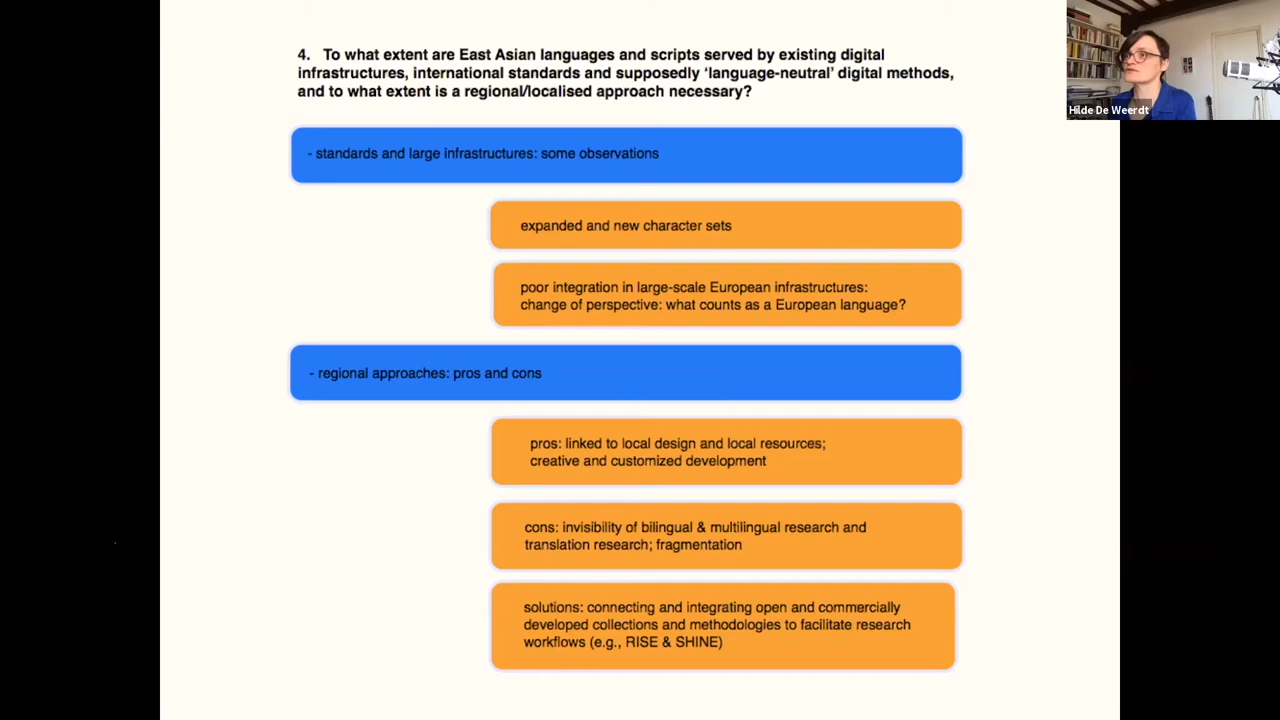 4. To what extent are East Asian languages and scripts served by existing digital
infrastructures, international standards and supposedly ‘language-neutral’ digital methods,
and to what extent is a regional/localised approach necessary?
- standards and large infrastructures: some observations
expanded and new character sets
poor integration in large-scale European infrastructures:
change of perspective: what counts as a European language?
- regional approaches: pros and cons
pros: linked to local design and local resources;
creative and customized development
cons: invisibility of bilingual & multilingual research and
translation research; fragmentation
solutions: connecting and integrating open and commercially
developed collections and methodologies to facilitate research
workflows (e.g., RISE & SHINE)
Hilde De Weerdt